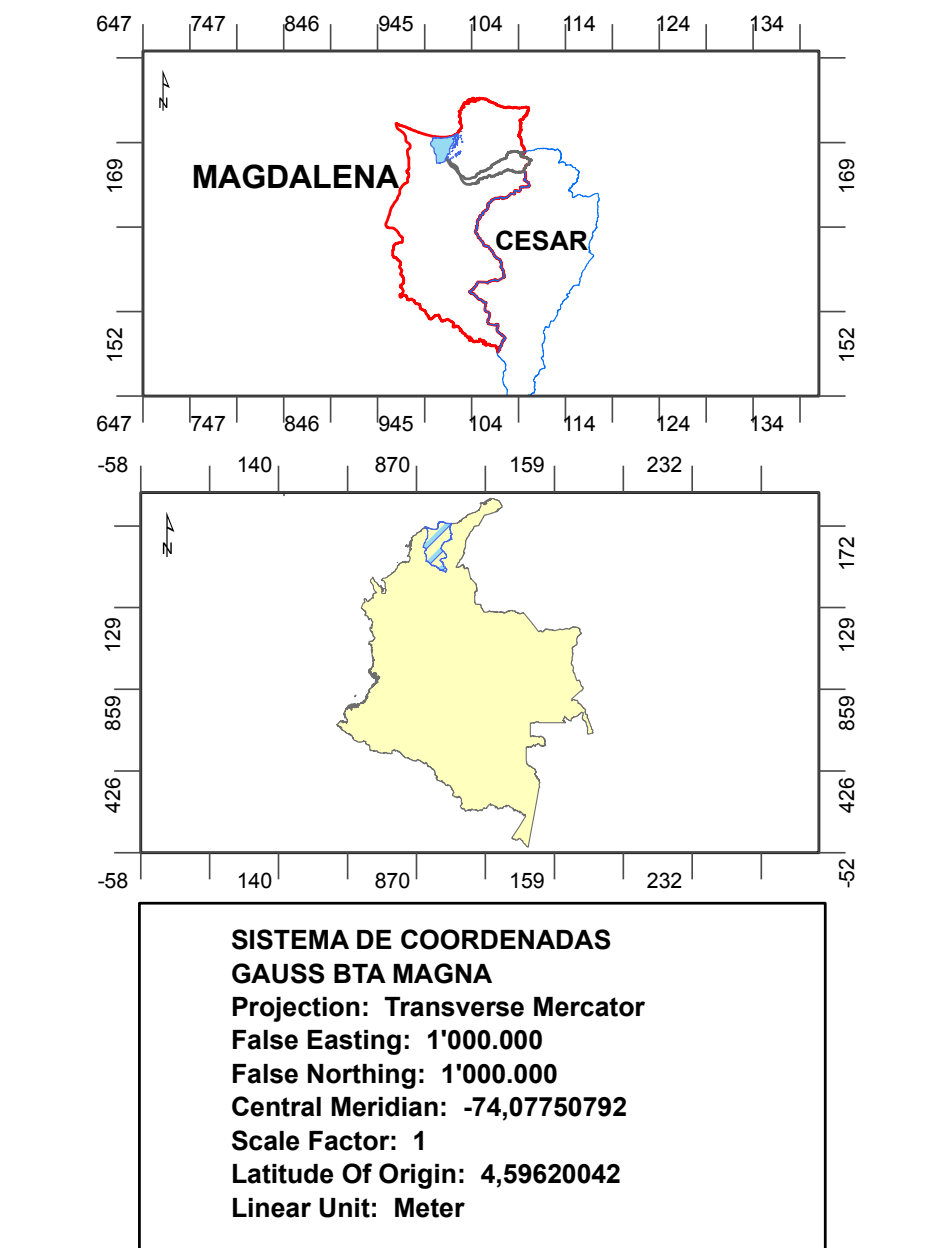 647 747 846 945 104 114 124 134
N
MAGDALENA
169
169
CESAR
152
152
647 747 846 945 104 114 124 134
-58 140 870 159 232
N
172
129
129
859
859
426
426
-52
-58 140 870 159 232
SISTEMA DE COORDENADAS
GAUSS BTA MAGNA
Projection: Transverse Mercator
False Easting: 1'000.000
False Northing: 1'000.000
Central Meridian: -74,07750792
Scale Factor: 1
Latitude Of Origin: 4,59620042
Linear Unit: Meter